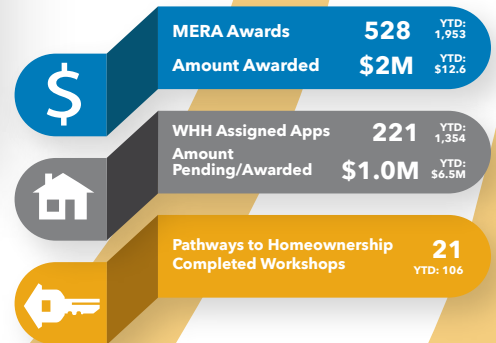 MERA Awards 528 YTD: 1,953
Amount Awarded $2M YTD: $12.6
$
WHH Assigned Apps 221 YTD: 1,354
Amount
Pending/Awarded $1.0M YTD: $6.5M
Pathways to Homeownership 21
Completed Workshops YTD: 106